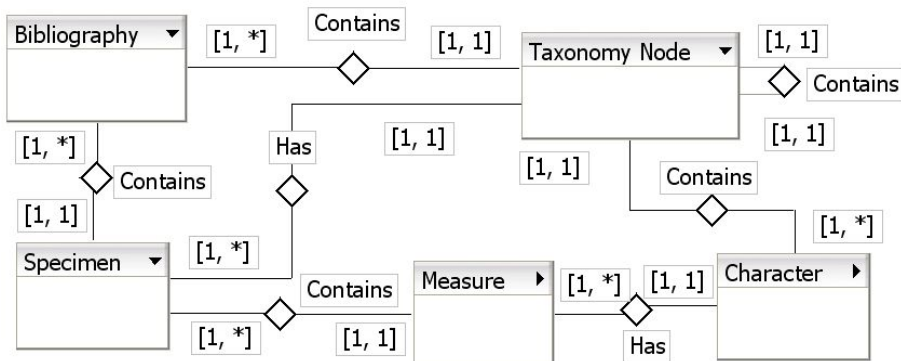 Bibliography
[1, *]
Contains
[1, 1]
Taxonomy Node
[1, 1]
Contains
[1, 1]
[1, *]
Contains
[1, 1]
Has
[1, 1]
[1, 1]
Contains
[1, *]
Specimen
[1, *]
Contains
[1, *]
[1, 1]
Measure
[1, *]
[1, 1]
Has
Character